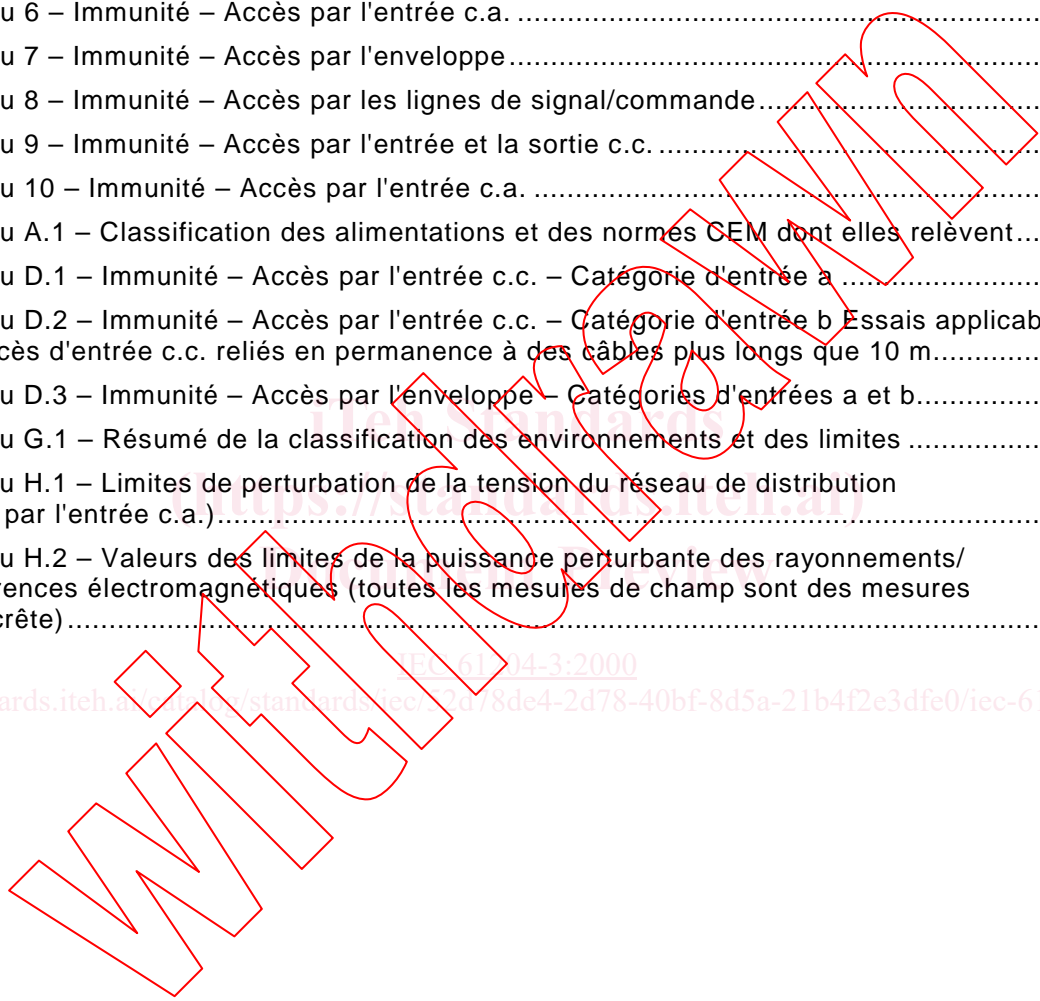 u 6 – Immunité – Accès par l'entrée c.a. ................................................................
u 7 – Immunité – Accès par l'enveloppe................................................................
u 8 – Immunité – Accès par les lignes de signal/commande..................................
u 9 – Immunité – Accès par l'entrée et la sortie c.c. ..............................................
u 10 – Immunité – Accès par l'entrée c.a. ..............................................................
u A.1 – Classification des alimentations et des normes CEM dont elles relèvent...
u D.1 – Immunité – Accès par l'entrée c.c. – Catégorie d'entrée a ........................
u D.2 – Immunité – Accès par l'entrée c.c. – Catégorie d'entrée b Essais applicab
cès d'entrée c.c. reliés en permanence à des câbles plus longs que 10 m.............
u D.3 – Immunité – Accès par l'enveloppe – Catégories d'entrées a et b...............
iTeh Standards
u G.1 – Résumé de la classification des environnements et des limites ................
u H.1 – Limites de perturbation de la tension du réseau de distribution
(https://standards.iteh.ai)
par l'entrée c.a.)....................................................................................................
u H.2 – Valeurs des limites de la puissance perturbante des rayonnements/
Document Preview
rences électromagnétiques (toutes les mesures de champ sont des mesures
crête)......................................................................................................................
IEC 61204-3:2000
ards.iteh.ai/catalog/standards/iec/52d78de4-2d78-40bf-8d5a-21b4f2e3dfe0/iec-61
withdrawn